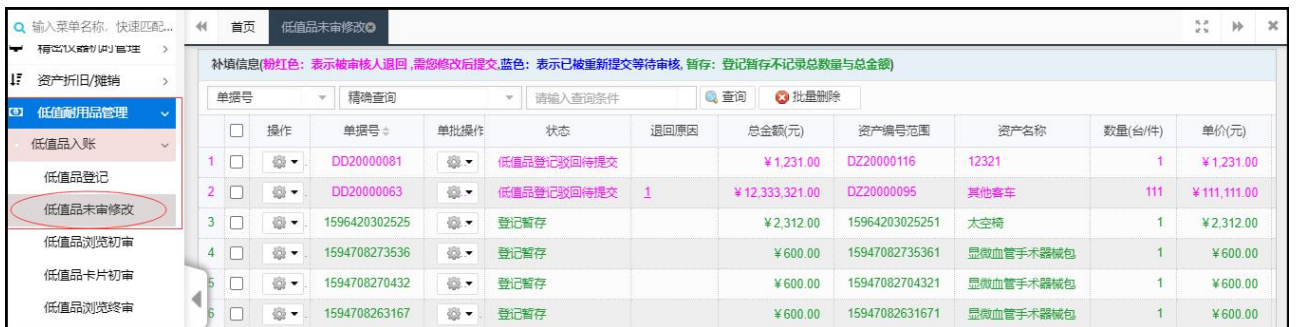 输入菜单名称，快速匹配...
首页
低值品未审修改
精密仪器机时管理
资产折旧/摊销
低值耐用品管理
低值品入账
低值品登记
低值品未审修改
低值品浏览初审
低值品卡片初审
低值品浏览终审
补填信息(粉红色：表示被审核人退回,需您修改后提交,蓝色：表示已被重新提交等待审核, 暂存：登记暂存不记录总数量与总金额)
单据号 精确查询 请输入查询条件 查询 批量删除
操作 单据号 单批操作 状态 退回原因 总金额(元) 资产编号范围 资产名称 数量(台/件) 单价(元)
1 DD20000081 低值品登记驳回待提交 ¥1,231.00 DZ20000116 12321 1 ¥1,231.00
2 DD20000063 低值品登记驳回待提交 1 ¥12,333,321.00 DZ20000095 其他客车 111 ¥111,111.00
3 1596420302525 登记暂存 ¥2,312.00 15964203025251 太空椅 1 ¥2,312.00
4 1594708273536 登记暂存 ¥600.00 15947082735361 显微血管手术器械包 1 ¥600.00
5 1594708270432 登记暂存 ¥600.00 15947082704321 显微血管手术器械包 1 ¥600.00
6 1594708263167 登记暂存 ¥600.00 15947082631671 显微血管手术器械包 1 ¥600.00